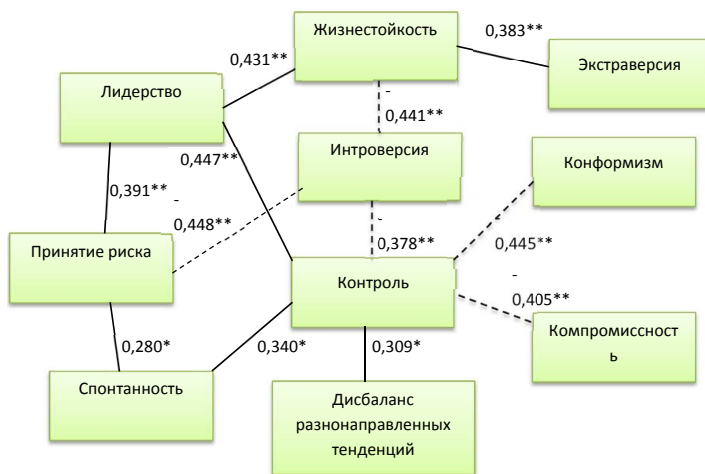 Жизнестойкость
0,383**
0,431**
Экстраверсия
Лидерство
-
0,441**
0,447**
Интроверсия
Конформизм
0,391**
-
0,448**
-
0,378**
0,445**
Принятие риска
Контроль
-
0,405**
Компромиссност
ь
0,280*
0,340*
0,309*
Спонтанность
Дисбаланс
разнонаправленных
тенденций